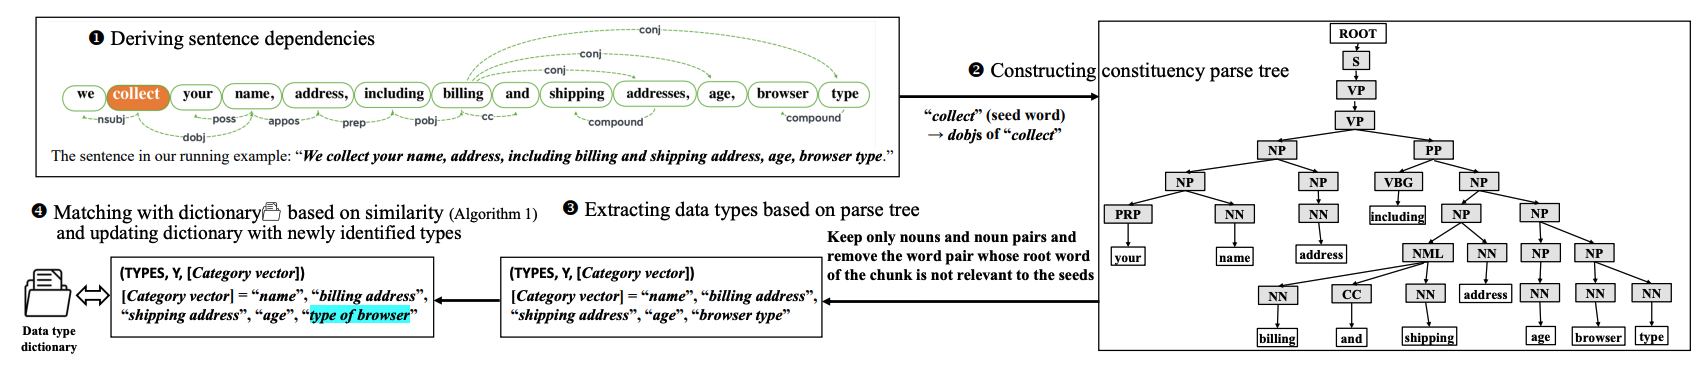 ❶ Deriving sentence dependencies
conj
conj
conj
we collect your name, address, including billing and shipping addresses, age, browser type
nsubj
poss
appos
prep
pobj
cc
compound
compound
dobj
The sentence in our running example: “We collect your name, address, including billing and shipping address, age, browser type.”
❷ Constructing constituency parse tree
“collect” (seed word)
→ dobjs of “collect”
ROOT
S
VP
VP
NP PP
NP NP VBG NP
PRP NN NN including NP NP
your name address NML NN NP NP
NN CC NN address NN NN NN
billing and shipping age browser type
❸ Extracting data types based on parse tree
Keep only nouns and noun pairs and
remove the word pair whose root word
of the chunk is not relevant to the seeds
(TYPES, Y, [Category vector])
[Category vector] = “name”, “billing address”,
“shipping address”, “age”, “browser type”
❹ Matching with dictionary based on similarity (Algorithm 1)
and updating dictionary with newly identified types
(TYPES, Y, [Category vector])
[Category vector] = “name”, “billing address”,
“shipping address”, “age”, “type of browser”
Data type
dictionary